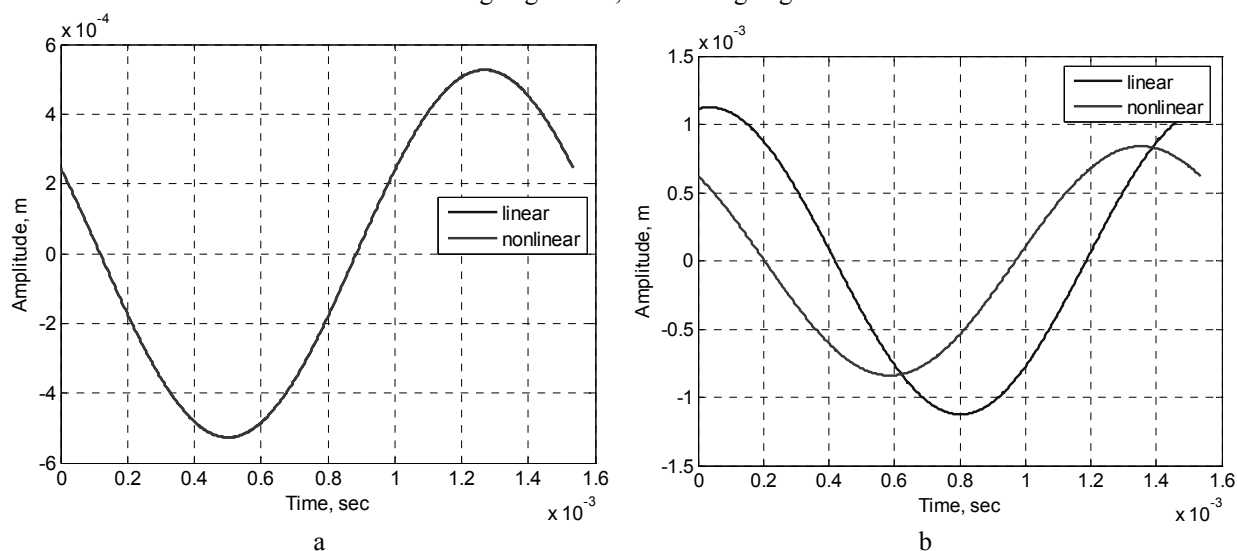 x 10⁻⁴
6
4
2
0
-2
-4
-6
Amplitude, m
linear
nonlinear
0 0.2 0.4 0.6 0.8 1 1.2 1.4 1.6
Time, sec
x 10⁻³
a
x 10⁻³
1.5
1
0.5
0
-0.5
-1
-1.5
Amplitude, m
linear
nonlinear
0 0.2 0.4 0.6 0.8 1 1.2 1.4 1.6
Time, sec
x 10⁻³
b